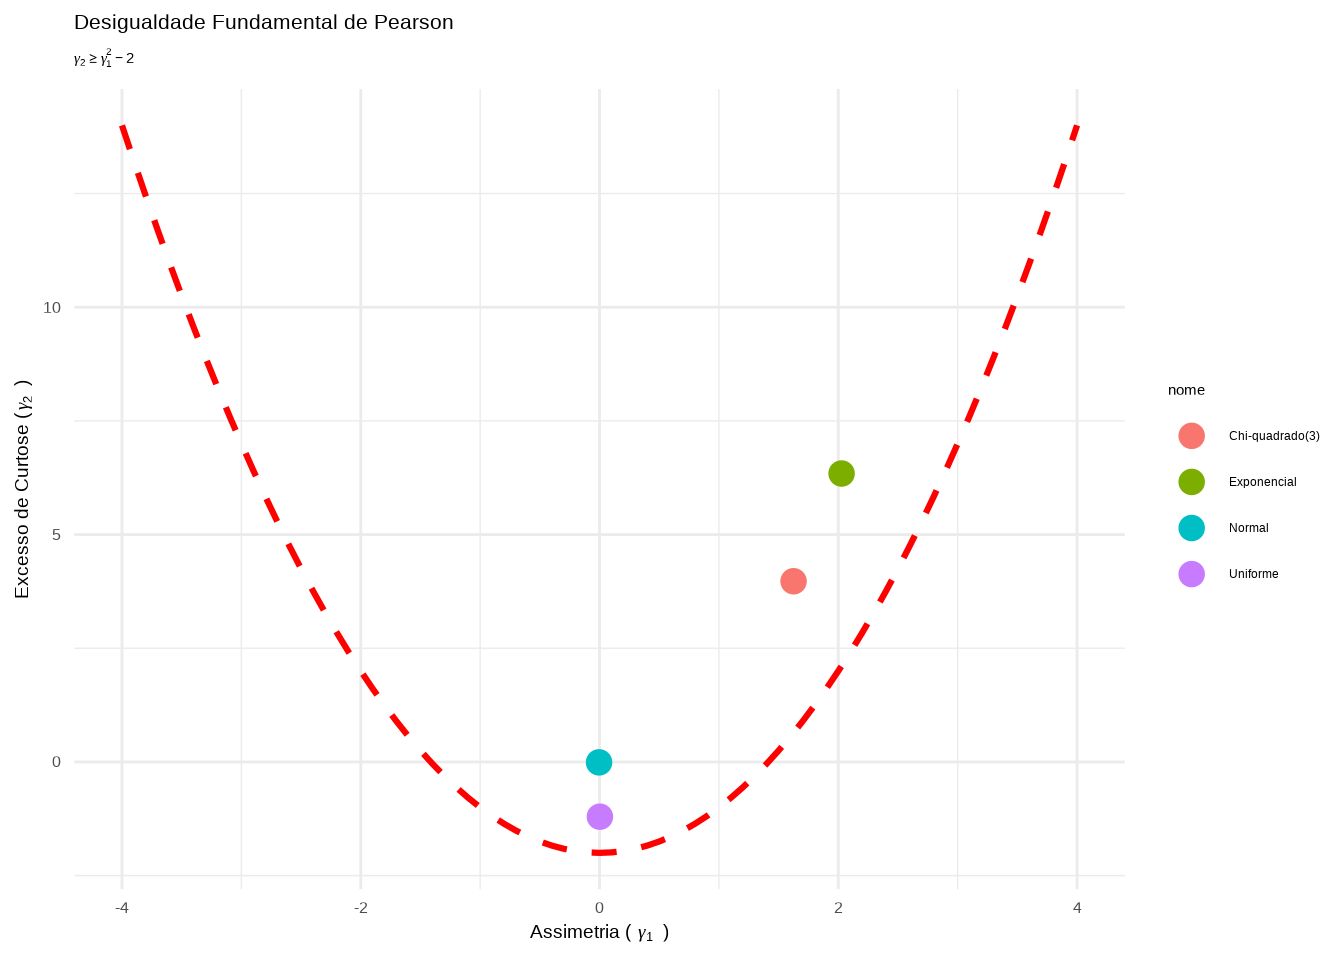 Desigualdade Fundamental de Pearson
γ₂ ≥ γ₁² − 2
Excesso de Curtose (γ₂ )
10
5
0
-4
-2
0
2
4
Assimetria ( γ₁ )
nome
Chi-quadrado(3)
Exponencial
Normal
Uniforme